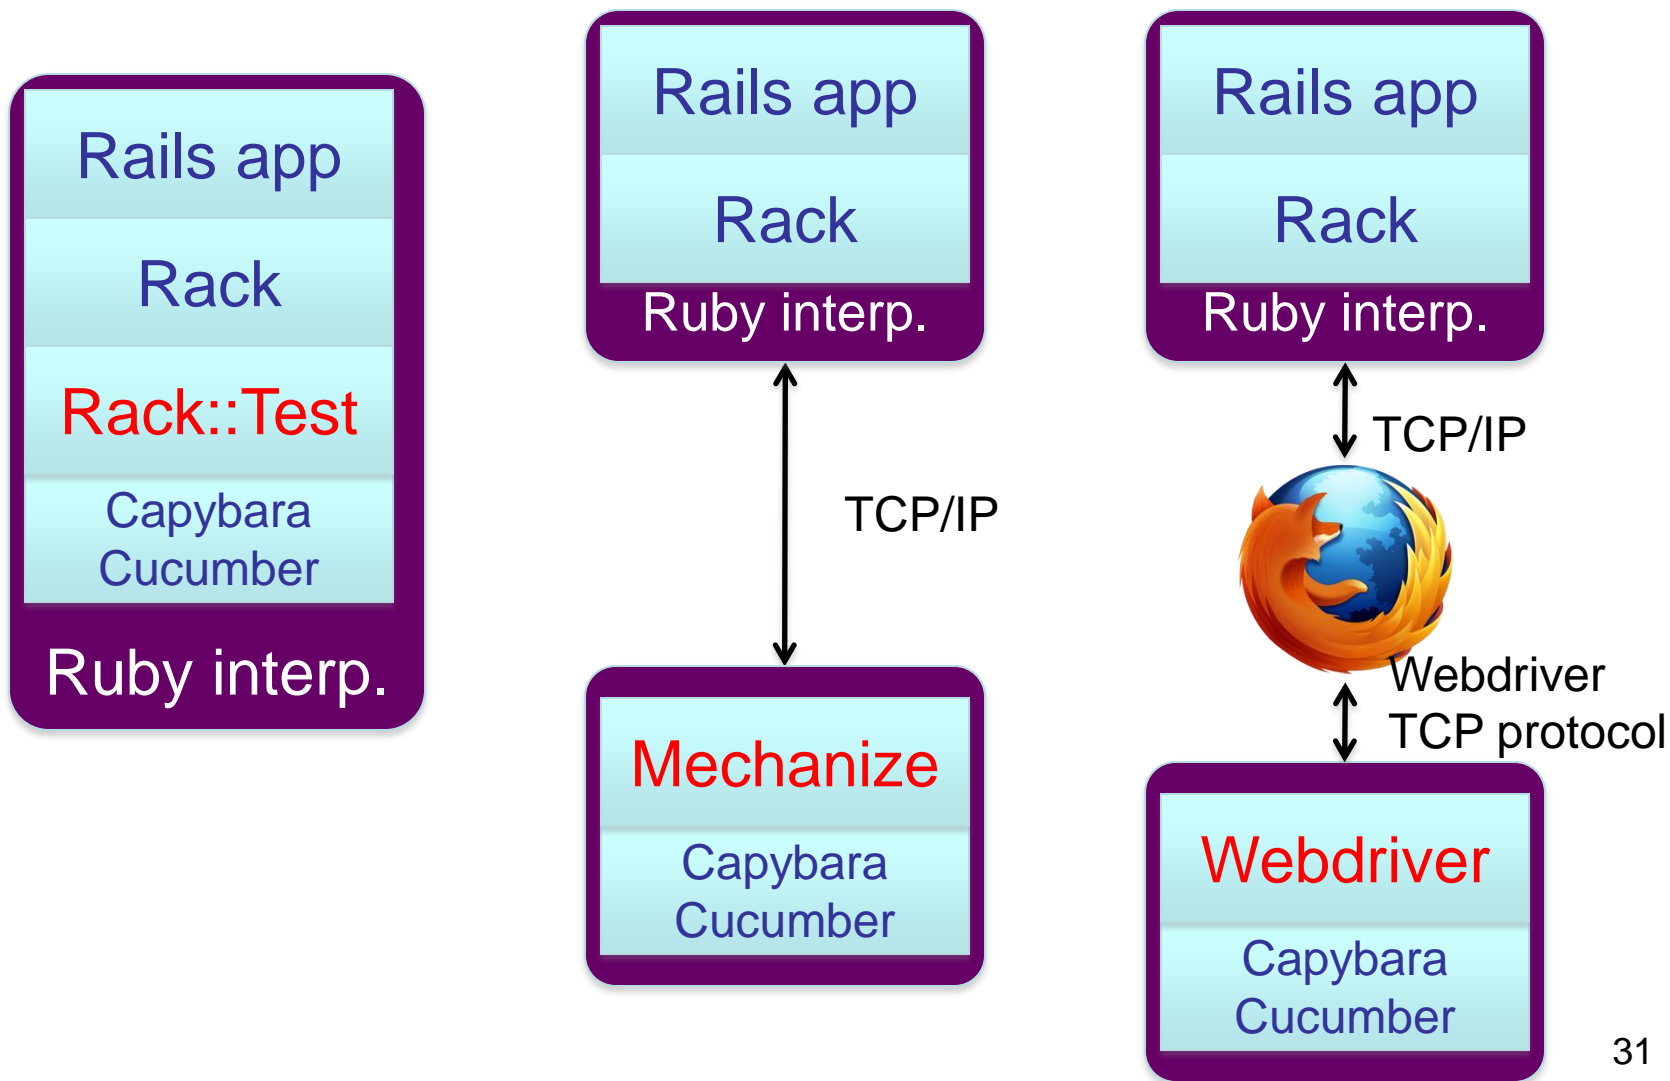 Rails app
Rack
Rack::Test
Capybara
Cucumber
Ruby interp.
Rails app
Rack
Ruby interp.
TCP/IP
Mechanize
Capybara
Cucumber
Rails app
Rack
Ruby interp.
TCP/IP
Webdriver
TCP protocol
Webdriver
Capybara
Cucumber
31